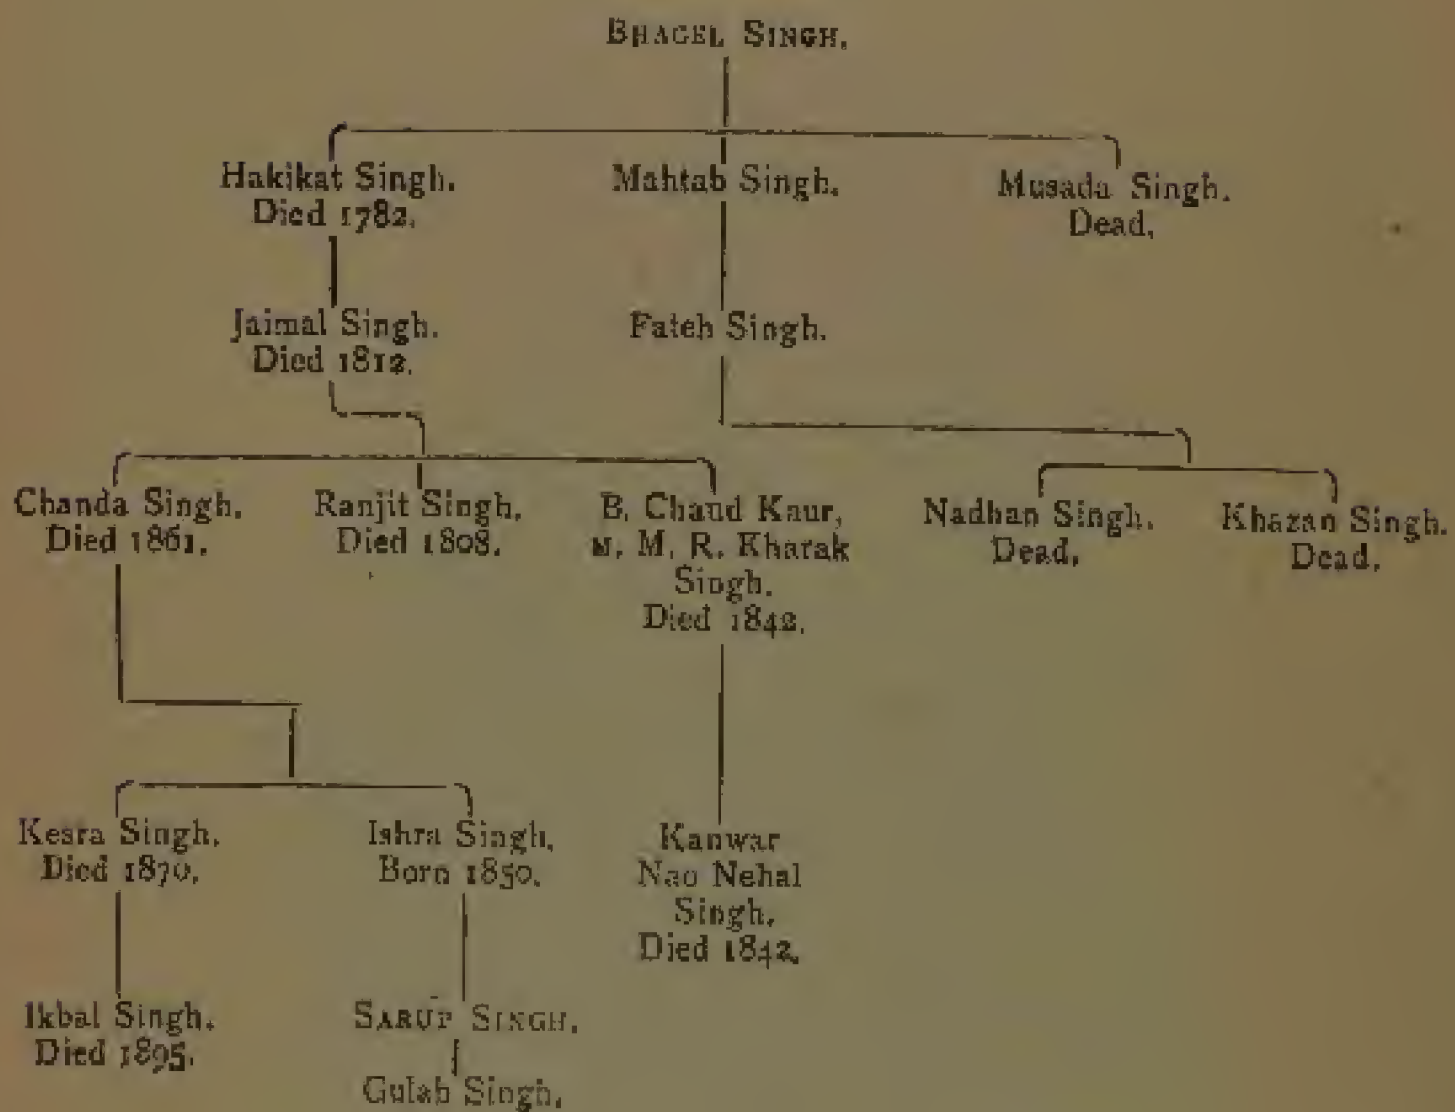 BHAGEL SINGH.
Hakikat Singh.
Died 1782.
Mahtab Singh.
Musada Singh.
Dead.
Jaimal Singh.
Died 1812.
Fateh Singh.
Chanda Singh.
Died 1861.
Ranjit Singh.
Died 1808.
B. Chaud Kaur,
M. M. R. Kharak
Singh.
Died 1842.
Nadhan Singh.
Dead.
Khazan Singh.
Dead.
Kesra Singh.
Died 1870.
Ishra Singh.
Born 1850.
Kanwar
Nao Nehal
Singh.
Died 1842.
Ikbal Singh.
Died 1895.
SARUP SINGH.
Gulab Singh.